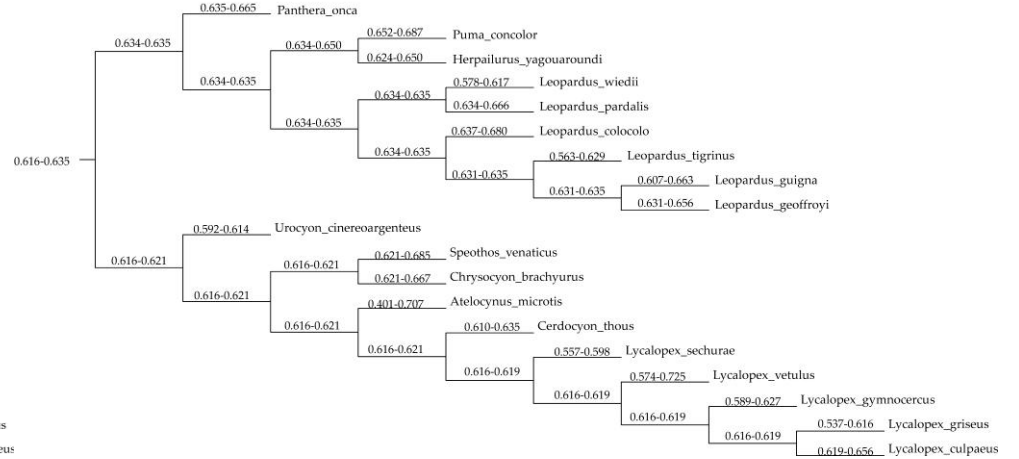 0.635-0.665 Panthera_onca
0.652-0.687 Puma_concolor
0.634-0.635
0.634-0.650
0.624-0.650 Herpailurus_yagouaroundi
0.634-0.635
0.578-0.617 Leopardus_wiedii
0.634-0.635
0.634-0.666 Leopardus_pardalis
0.634-0.635
0.637-0.680 Leopardus_colocolo
0.634-0.635
0.563-0.629 Leopardus_tigrinus
0.616-0.635
0.631-0.635
0.607-0.663 Leopardus_guigna
0.631-0.635
0.631-0.656 Leopardus_geoffroyi
0.592-0.614 Urocyon_cinereoargenteus
0.621-0.685 Speothos_venaticus
0.616-0.621
0.616-0.621
0.621-0.667 Chrysocyon_brachyurus
0.616-0.621
0.401-0.707 Atelocynus_microtis
0.616-0.621
0.610-0.635 Cerdocyon_thous
0.616-0.621
0.557-0.598 Lycalopex_sechurae
0.616-0.619
0.574-0.725 Lycalopex_vetulus
0.616-0.619
0.589-0.627 Lycalopex_gymnocercus
0.616-0.619
0.537-0.616 Lycalopex_griseus
s
0.616-0.619
0.619-0.656 Lycalopex_culpaeus
eus